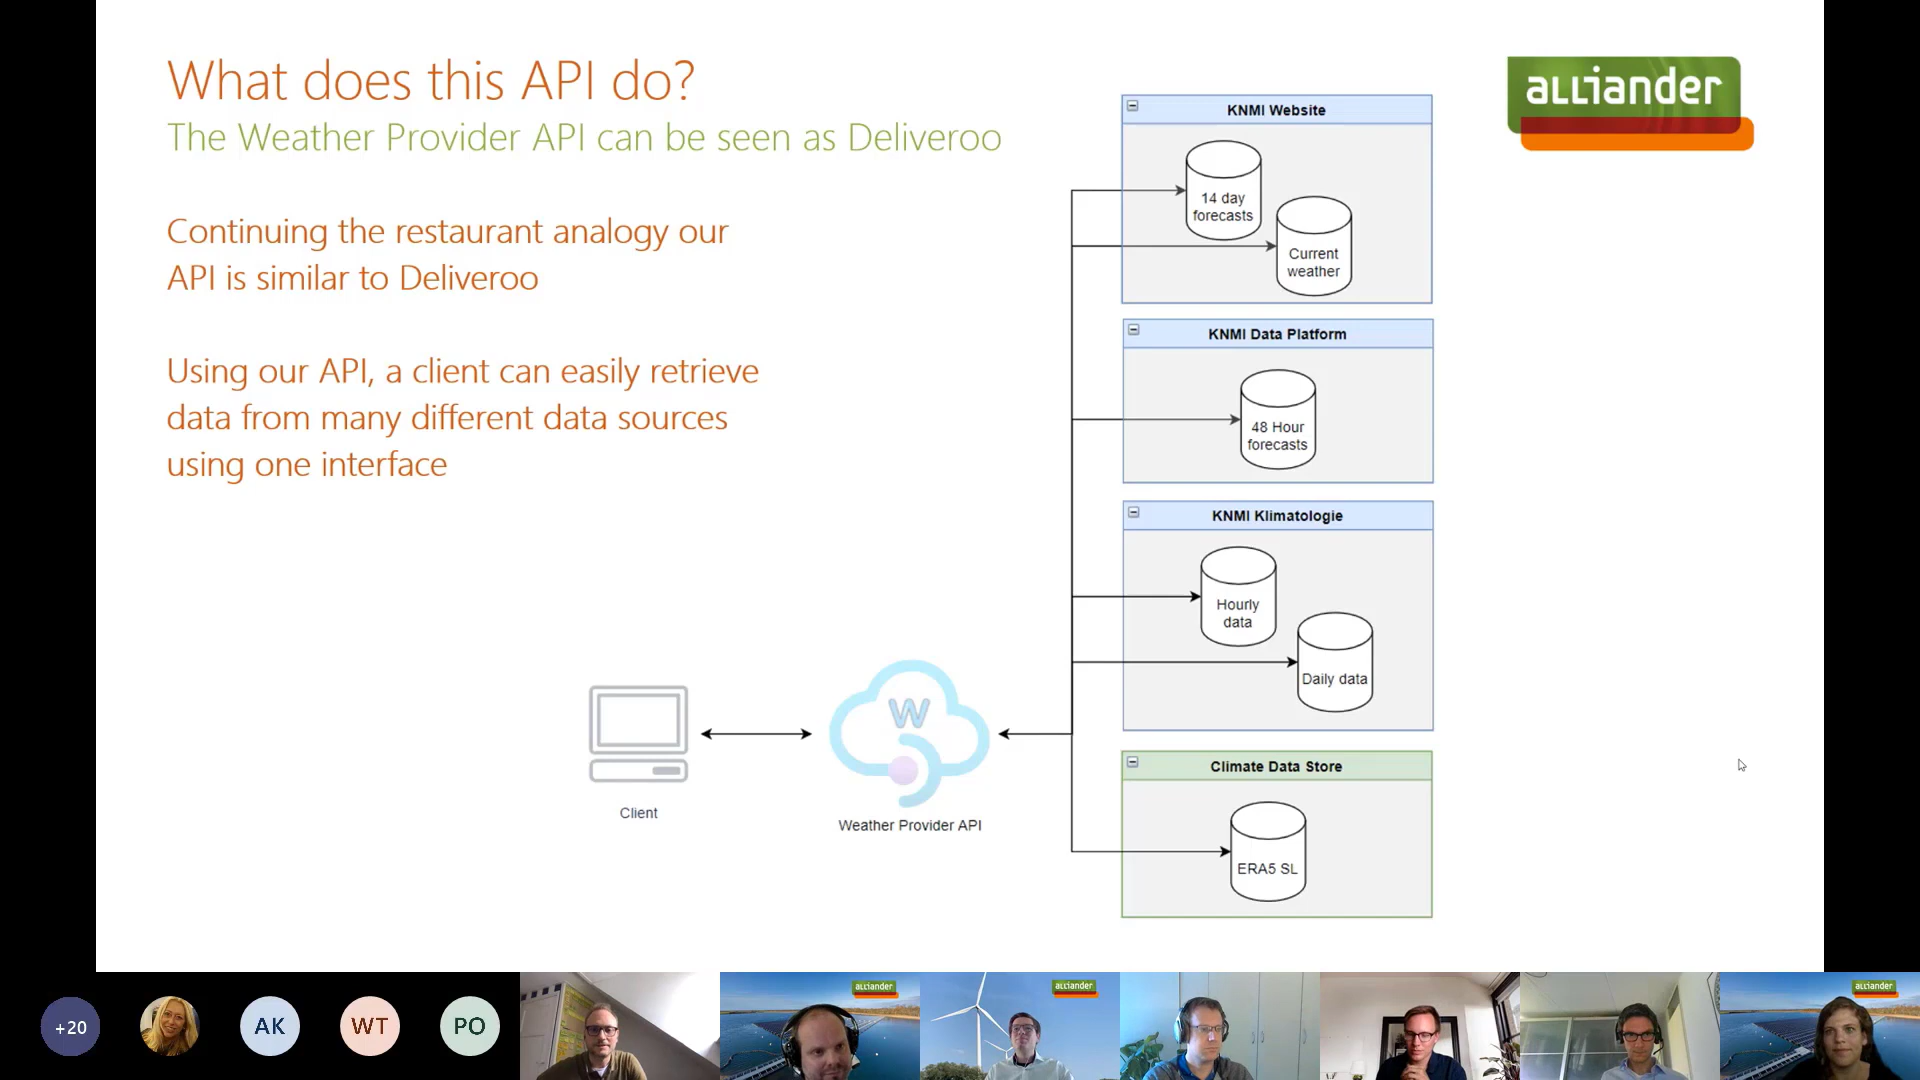 What does this API do?
The Weather Provider API can be seen as Deliveroo
Continuing the restaurant analogy our
API is similar to Deliveroo
Using our API, a client can easily retrieve
data from many different data sources
using one interface
alliander
KNMI Website
14 day
forecasts
Current
weather
KNMI Data Platform
48 Hour
forecasts
KNMI Klimatologie
Hourly
data
Daily data
Climate Data Store
ERA5 SL
Client
W
Weather Provider API
+20
AK
WT
PO
alliander
alliander
alliander